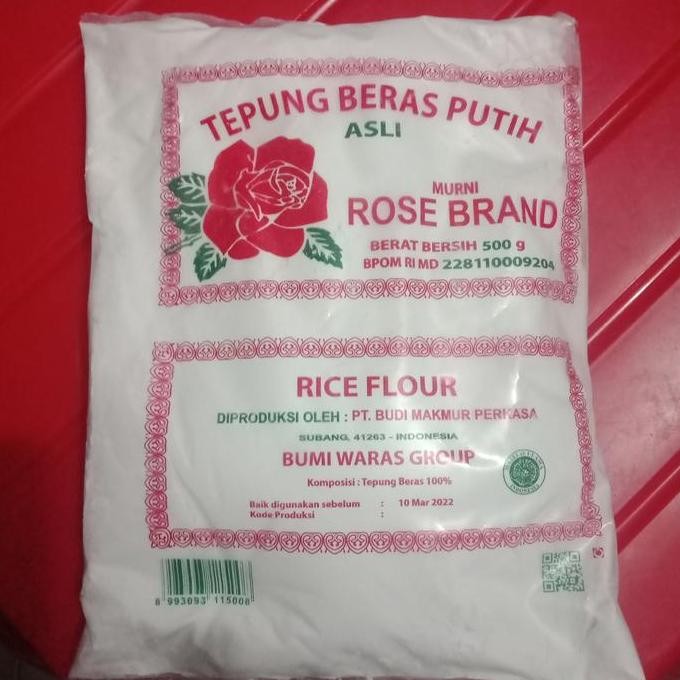 TEPUNG BERAS PUTIH
ASLI
MURNI
ROSE BRAND
BERAT BERSIH 500 g
BPOM RI MD 228110009204
RICE FLOUR
DIPRODUKSI OLEH : PT. BUDI MAKMUR PERKASA
SUBANG, 41263 - INDONESIA
BUMI WARAS GROUP
Komposisi : Tepung Beras 100%
Baik digunakan sebelum : 10 Mar 2022
Kode Produksi :
8 993093 115008